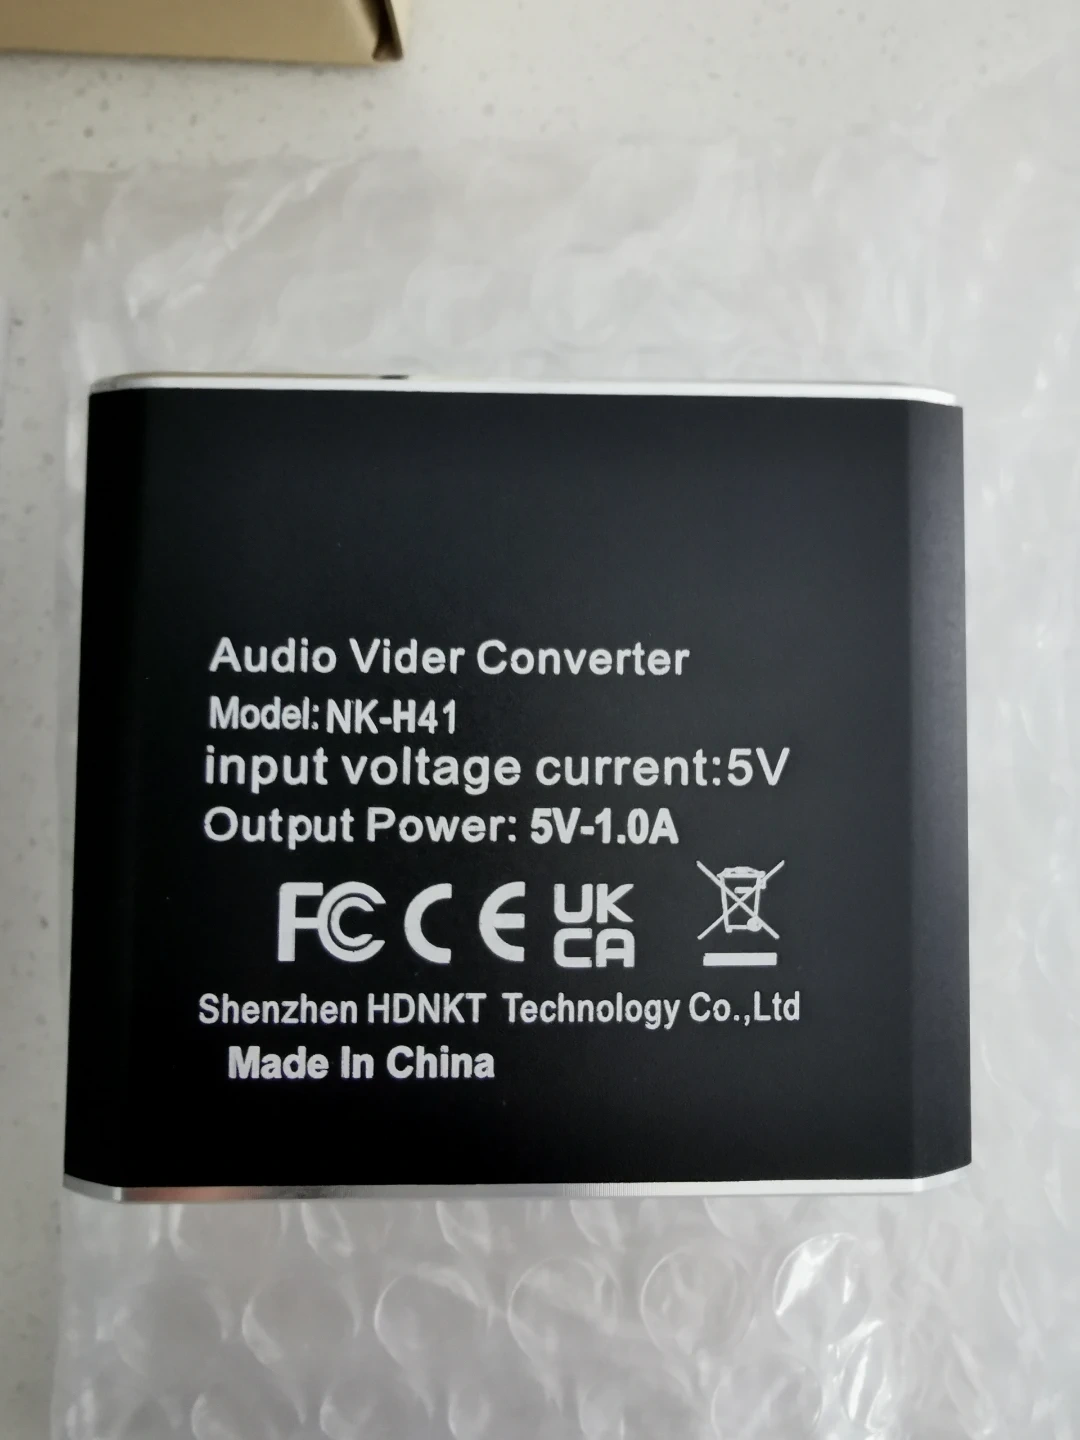 Audio Vider Converter
Model:NK-H41
input voltage current:5V
Output Power: 5V-1.0A
FC CE UK
CA
Shenzhen HDNKT Technology Co.,Ltd
Made In China